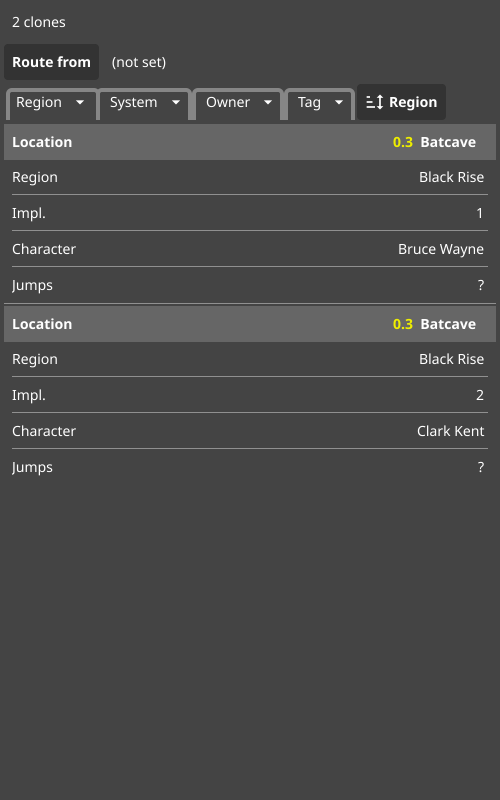 2 clones
Route from (not set)
Region System Owner Tag Region
Location 0.3 Batcave
Region Black Rise
Impl. 1
Character Bruce Wayne
Jumps ?
Location 0.3 Batcave
Region Black Rise
Impl. 2
Character Clark Kent
Jumps ?